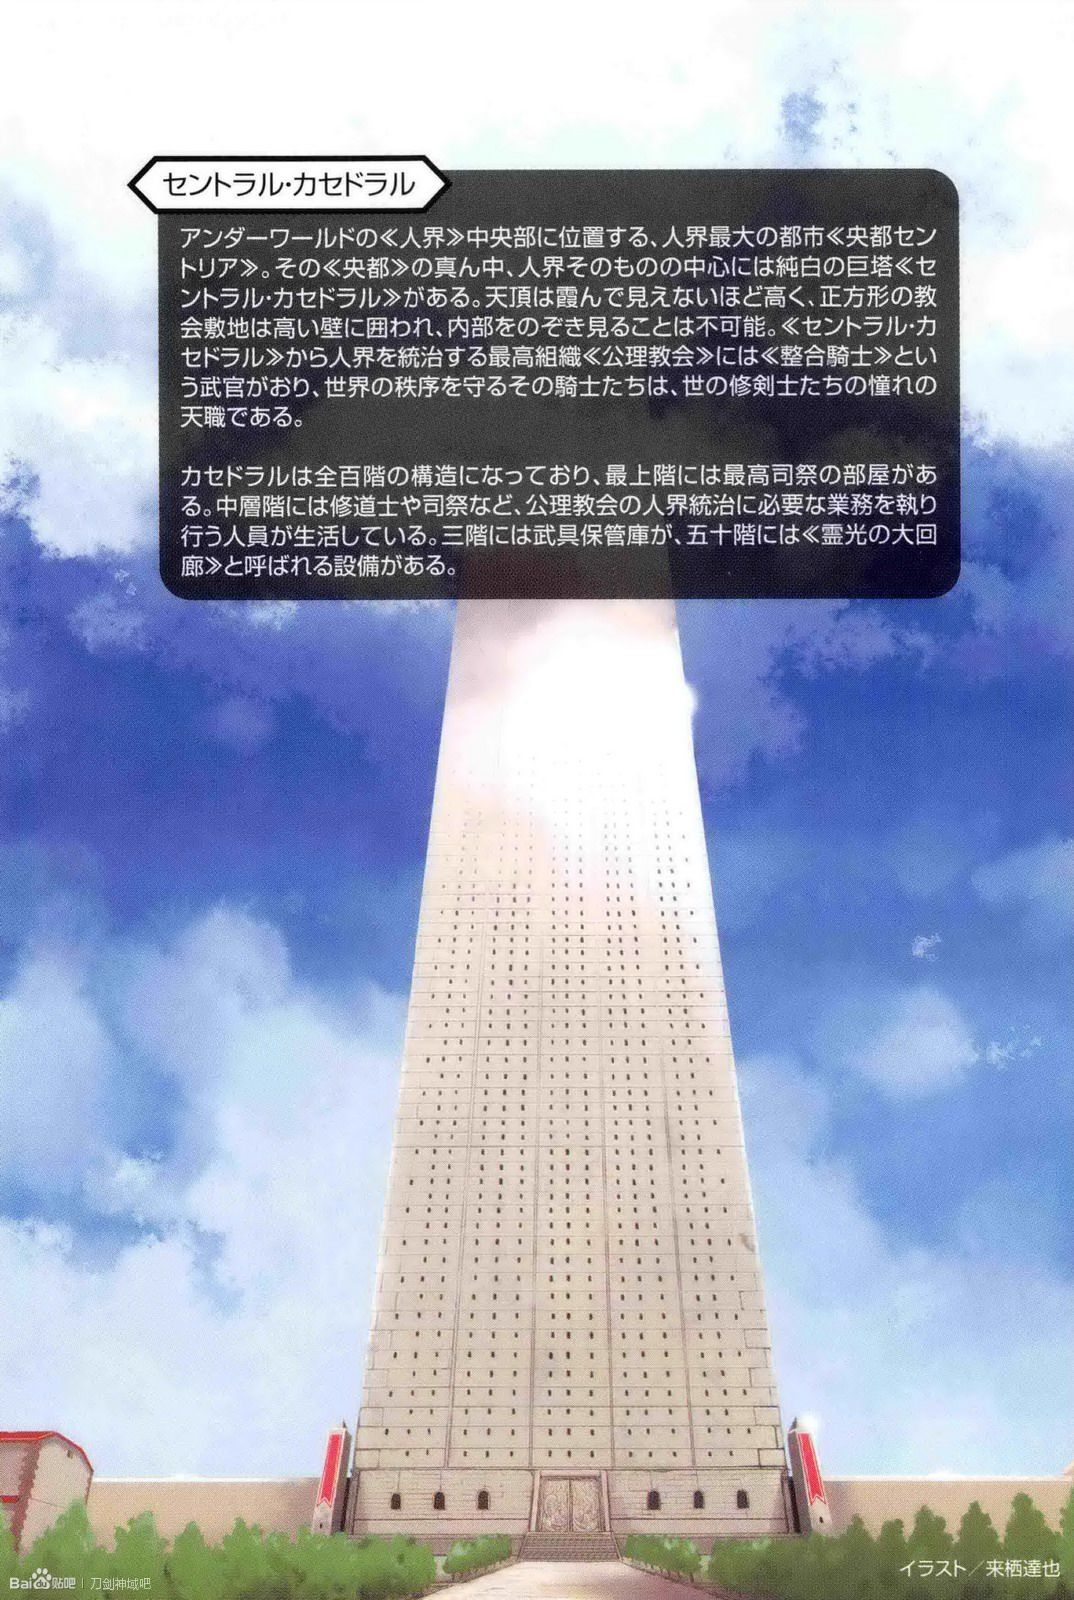 セントラル・カセドラル
アンダーワールドの≪人界≫中央部に位置する、人界最大の都市≪央都セン
トリア≫。その≪央都≫の真ん中、人界そのものの中心には純白の巨塔≪セ
ントラル・カセドラル≫がある。天頂は霞んで見えないほど高く、正方形の教
会敷地は高い壁に囲われ、内部をのぞき見ることは不可能。≪セントラル・カ
セドラル≫から人界を統治する最高組織≪公理教会≫には≪整合騎士≫とい
う武官がおり、世界の秩序を守るその騎士たちは、世の修剣士たちの憧れの
天職である。
カセドラルは全百階の構造になっており、最上階には最高司祭の部屋があ
る。中層階には修道士や司祭など、公理教会の人界統治に必要な業務を執り
行う人員が生活している。三階には武具保管庫が、五十階には≪霊光の大回
廊≫と呼ばれる設備がある。
イラスト／来栖達也
Bai du 贴吧 | 刀剑神域吧